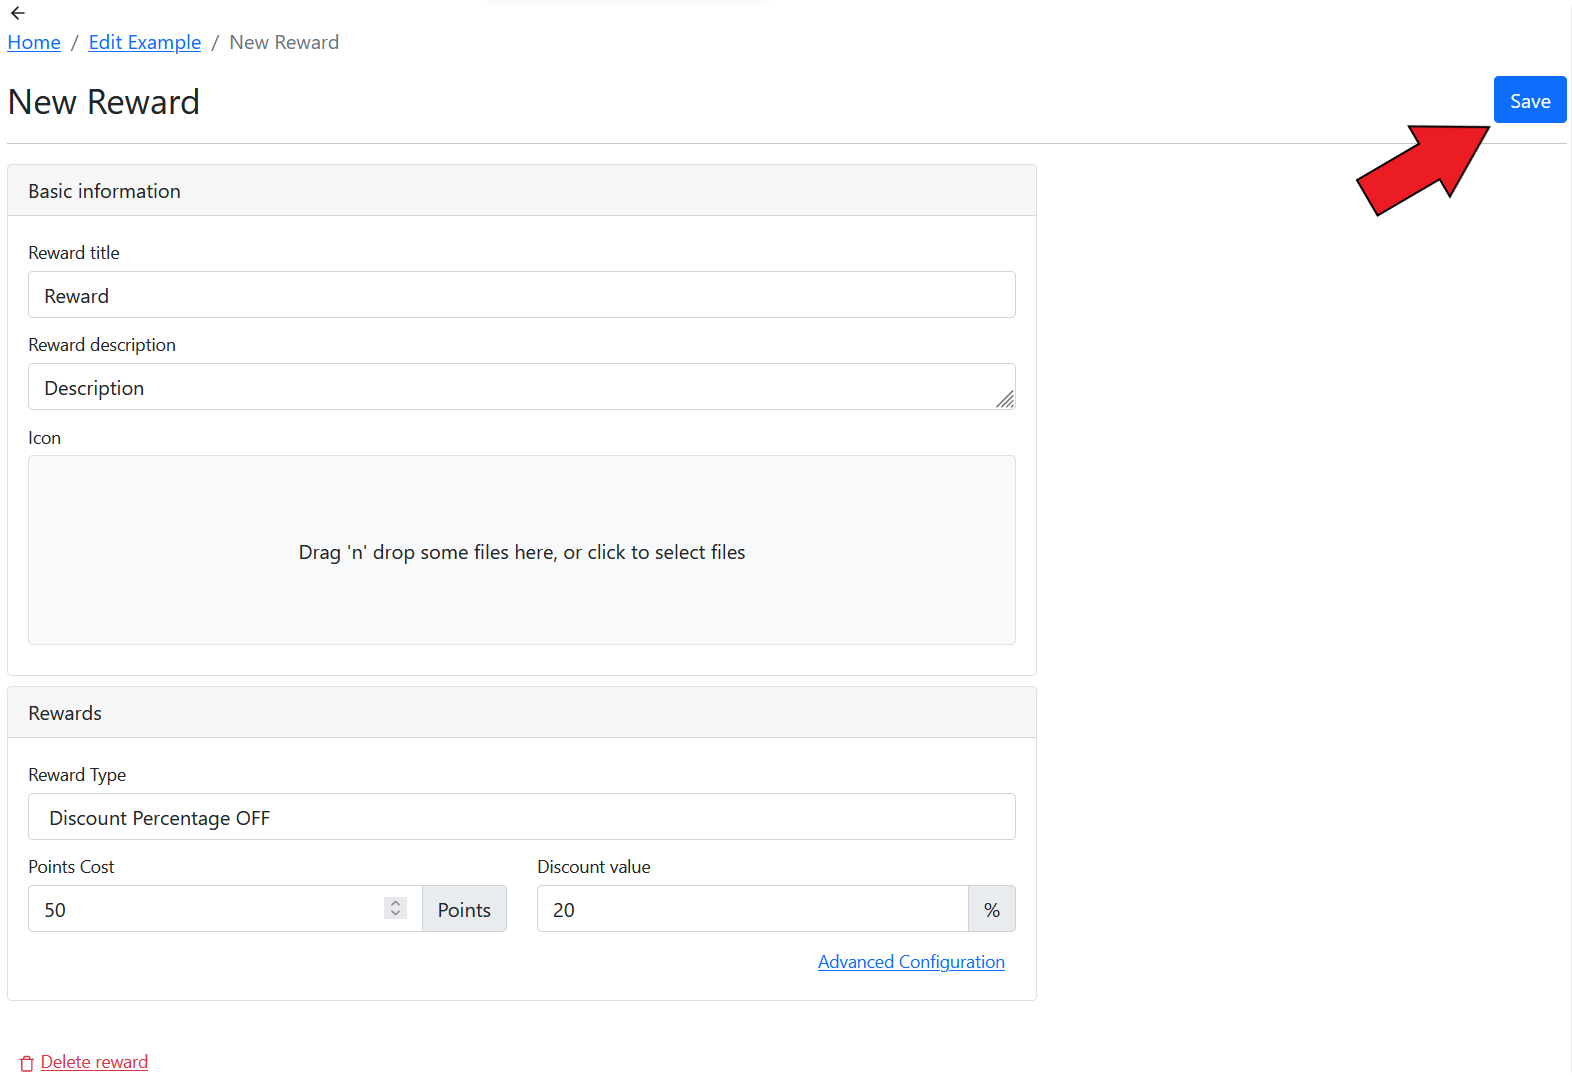 Home / Edit Example / New Reward
New Reward
Save
Basic information
Reward title
Reward
Reward description
Description
Icon
Drag 'n' drop some files here, or click to select files
Rewards
Reward Type
Discount Percentage OFF
Points Cost
Discount value
50 Points
20 %
Advanced Configuration
Delete reward